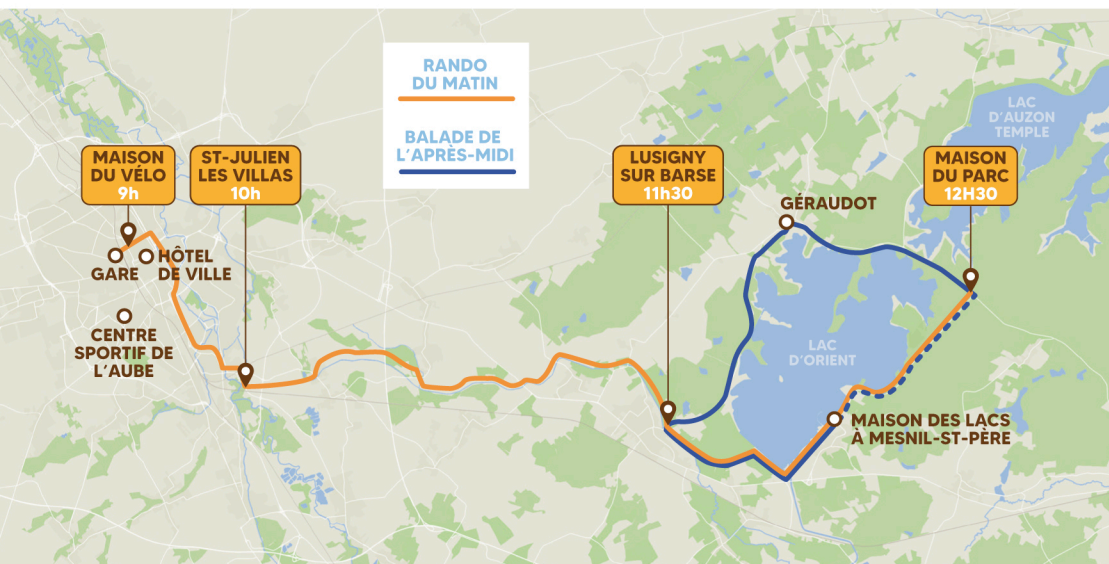 RANDO
DU MATIN
BALADE DE
L'APRÈS-MIDI
LAC
D'AUZON
TEMPLE
MAISON
DU VÉLO
9h
ST-JULIEN
LES VILLAS
10h
LUSIGNY
SUR BARSE
11h30
MAISON
DU PARC
12H30
GÉRAUDOT
GARE
HÔTEL
DE VILLE
CENTRE
SPORTIF DE
L'AUBE
LAC
D'ORIENT
MAISON DES LACS
À MESNIL-ST-PÈRE